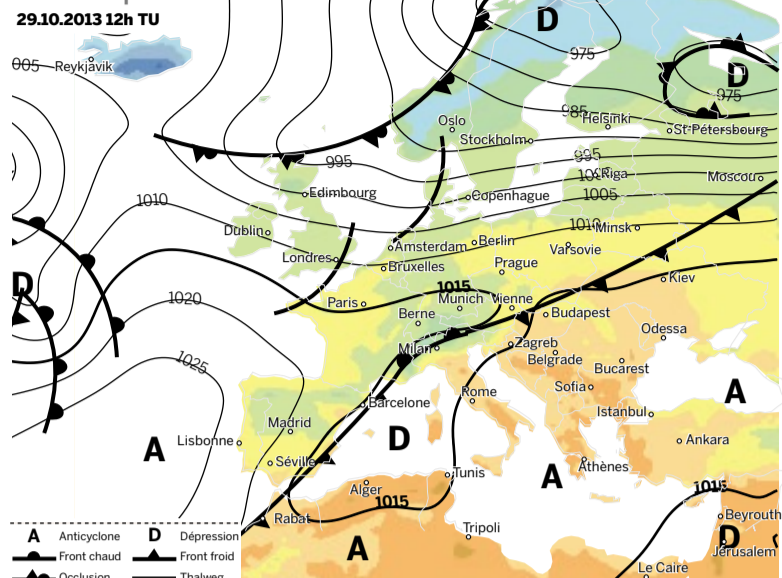 29.10.2013 12h TU
D
975
005
Reykjavik
D
975
985
Oslo
Helsinki
St Pétersbourg
Stockholm
995
995
Riga
Moscou
Edimbourg
Copenhague
1005
1010
1010
Dublin
Minsk
Amsterdam
Berlin
Varsovie
Londres
Bruxelles
Prague
Kiev
D
1015
1020
Paris
Munich
Vienne
Berne
Budapest
Odessa
Milan
Zagreb
Belgrade
Bucarest
1025
Rome
Sofia
A
Barcelone
Istanbul
Madrid
Lisbonne
A
D
Ankara
Séville
Athènes
Tunis
A
Alger
1015
1015
Rabat
Beyrouth
Tripoli
D
Jérusalem
A
Le Caire
A Anticyclone D Dépression
Front chaud Front froid
Occlusion Thalweg